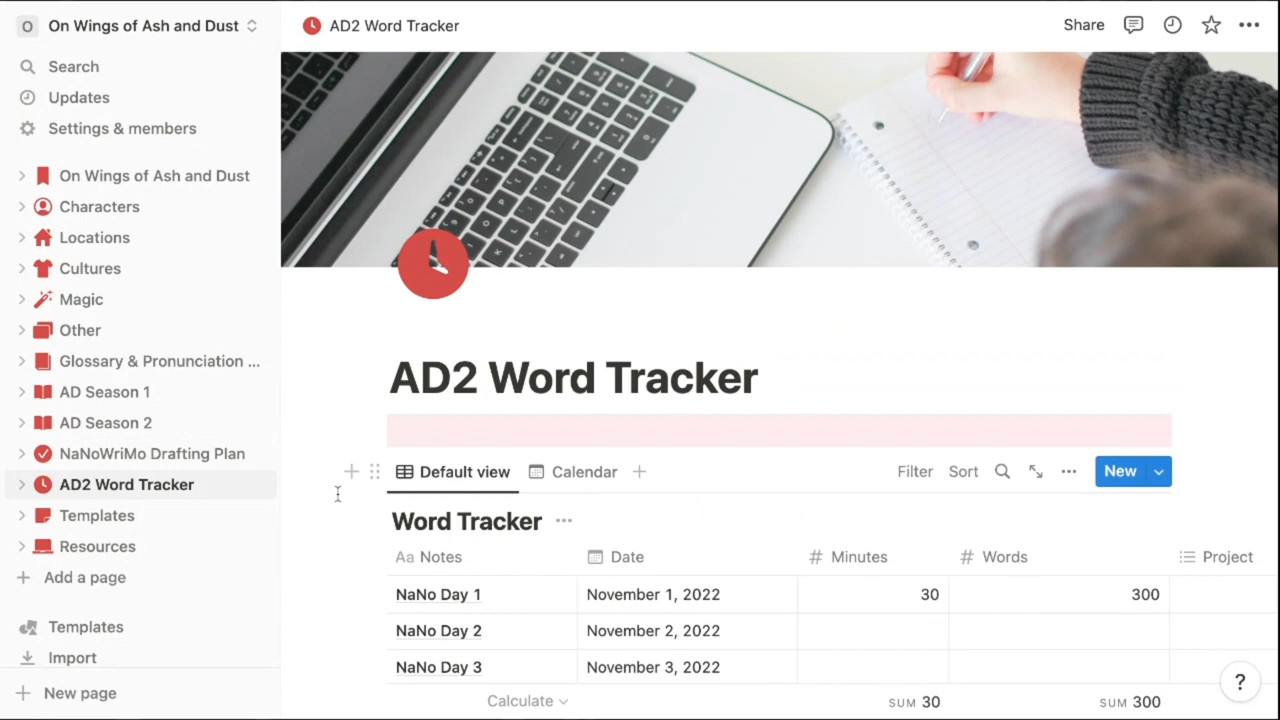 O On Wings of Ash and Dust
Search
Updates
Settings & members
On Wings of Ash and Dust
Characters
Locations
Cultures
Magic
Other
Glossary & Pronunciation ...
AD Season 1
AD Season 2
NaNoWriMo Drafting Plan
AD2 Word Tracker
Templates
Resources
Add a page
Templates
Import
New page
AD2 Word Tracker
Share
AD2 Word Tracker
Default view Calendar Filter Sort New
Word Tracker
Aa Notes Date # Minutes # Words Project
NaNo Day 1 November 1, 2022 30 300
NaNo Day 2 November 2, 2022
NaNo Day 3 November 3, 2022
Calculate SUM 30 SUM 300
?